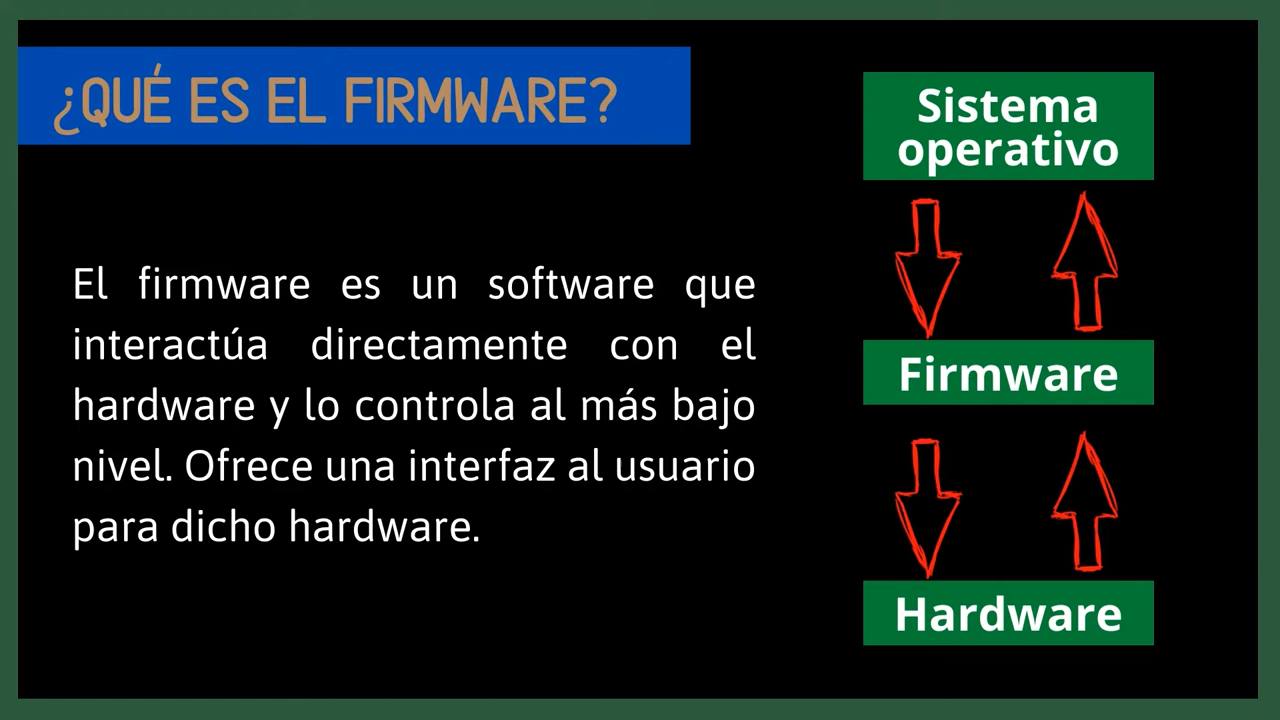 ¿QUÉ ES EL FIRMWARE?
El firmware es un software que
interactúa directamente con el
hardware y lo controla al más bajo
nivel. Ofrece una interfaz al usuario
para dicho hardware.
Sistema
operativo
Firmware
Hardware